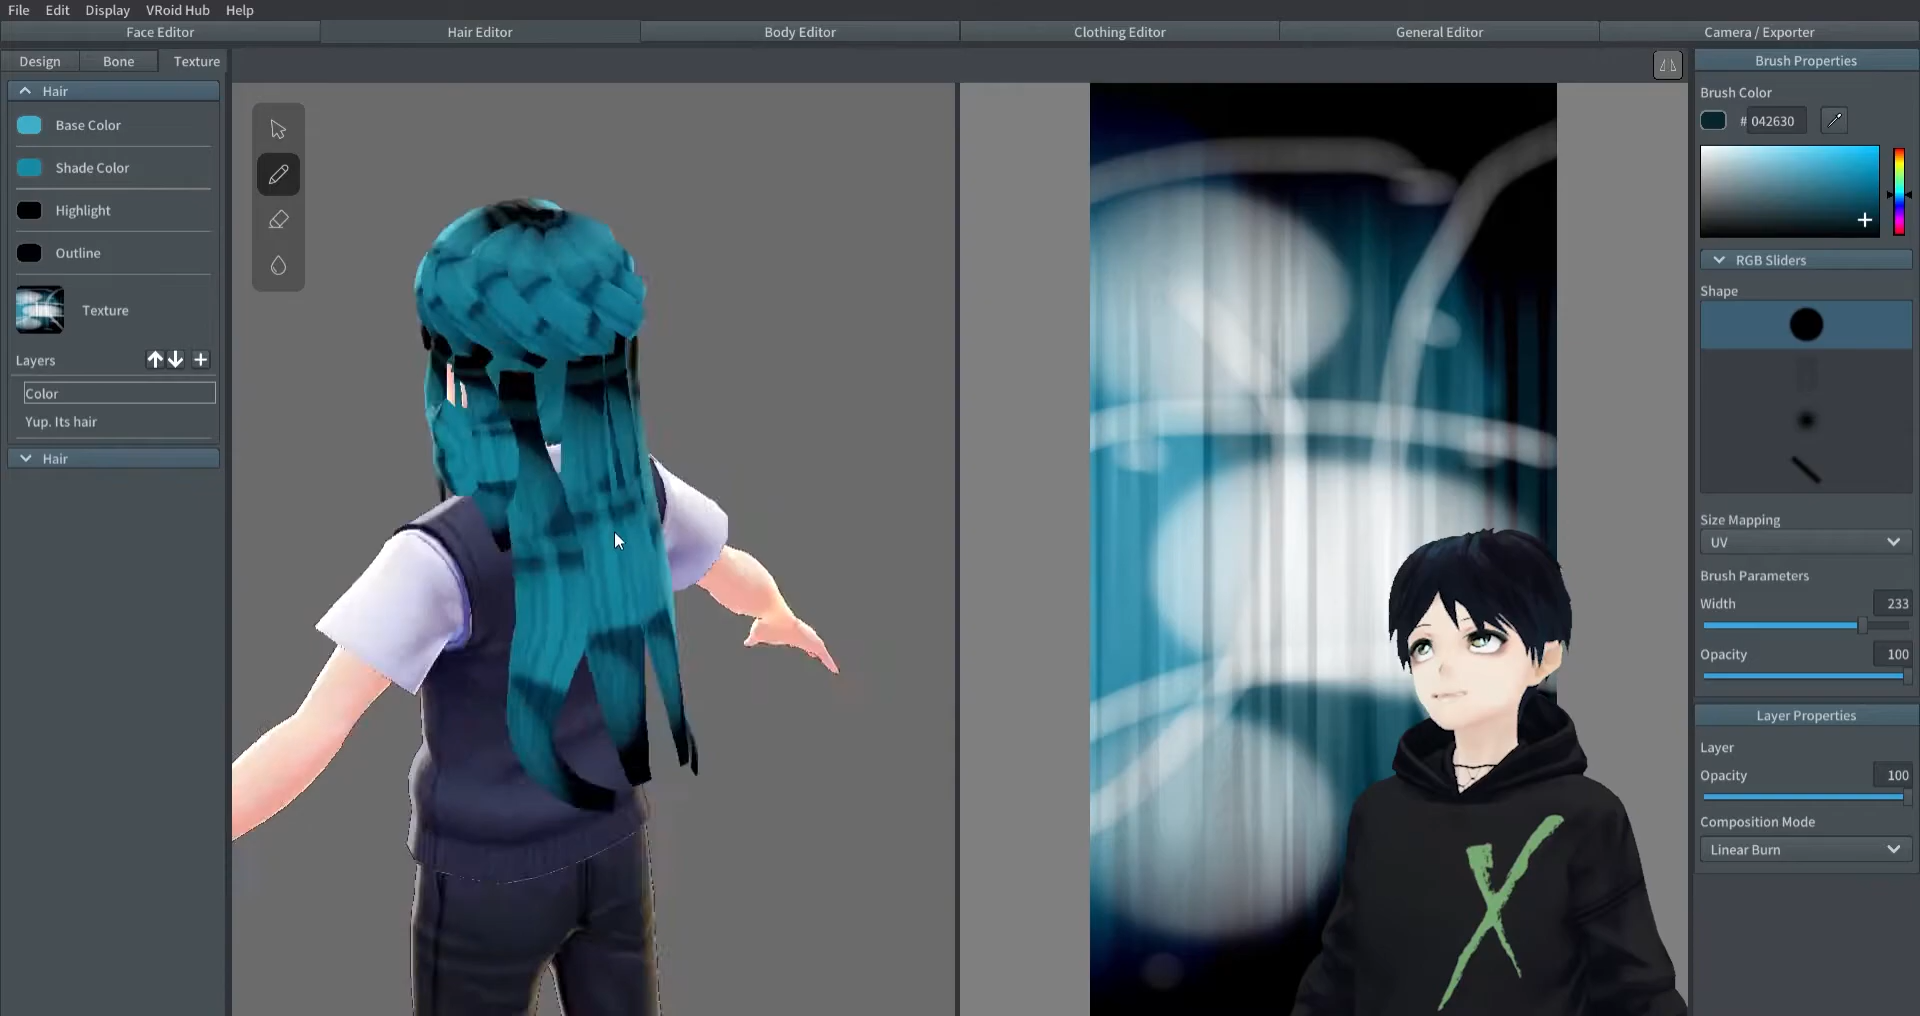 File Edit Display VRoid Hub Help
Face Editor Hair Editor Body Editor Clothing Editor General Editor Camera / Exporter
Design Bone Texture
Hair
Base Color
Shade Color
Highlight
Outline
Texture
Layers
Color
Yup. Its hair
Hair
Brush Properties
Brush Color
# 042630
RGB Sliders
Shape
Size Mapping
UV
Brush Parameters
Width 233
Opacity 100
Layer Properties
Layer
Opacity 100
Composition Mode
Linear Burn
X